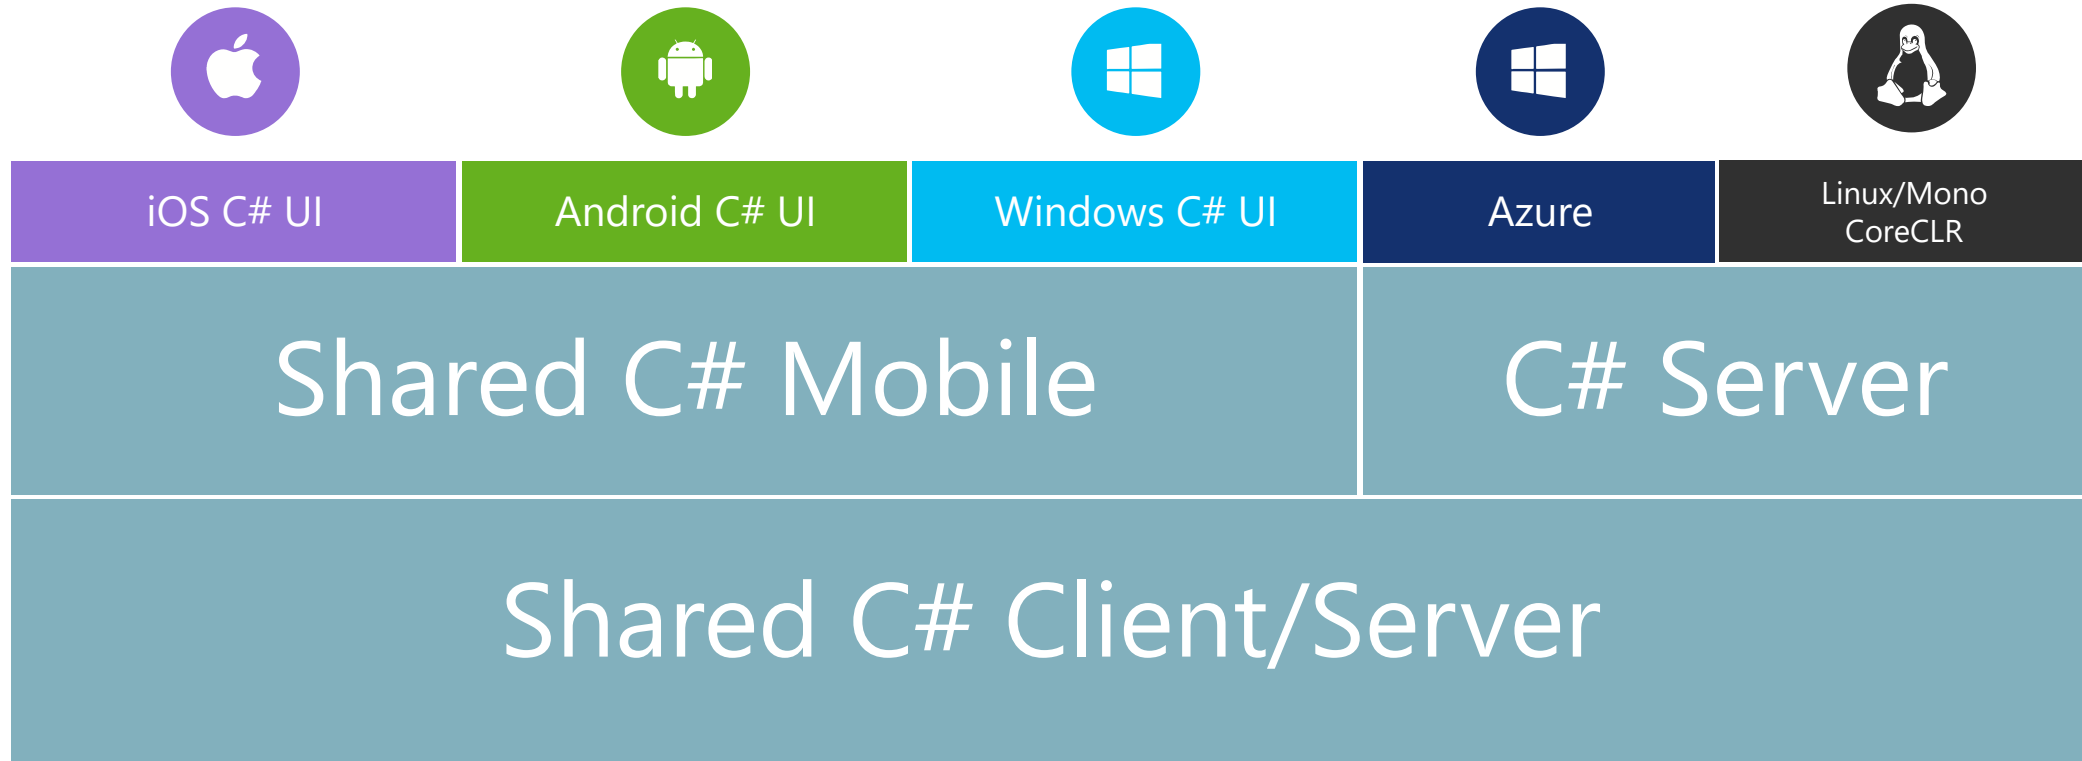 iOS C# UI
Android C# UI
Windows C# UI
Azure
Linux/Mono
CoreCLR
Shared C# Mobile
C# Server
Shared C# Client/Server